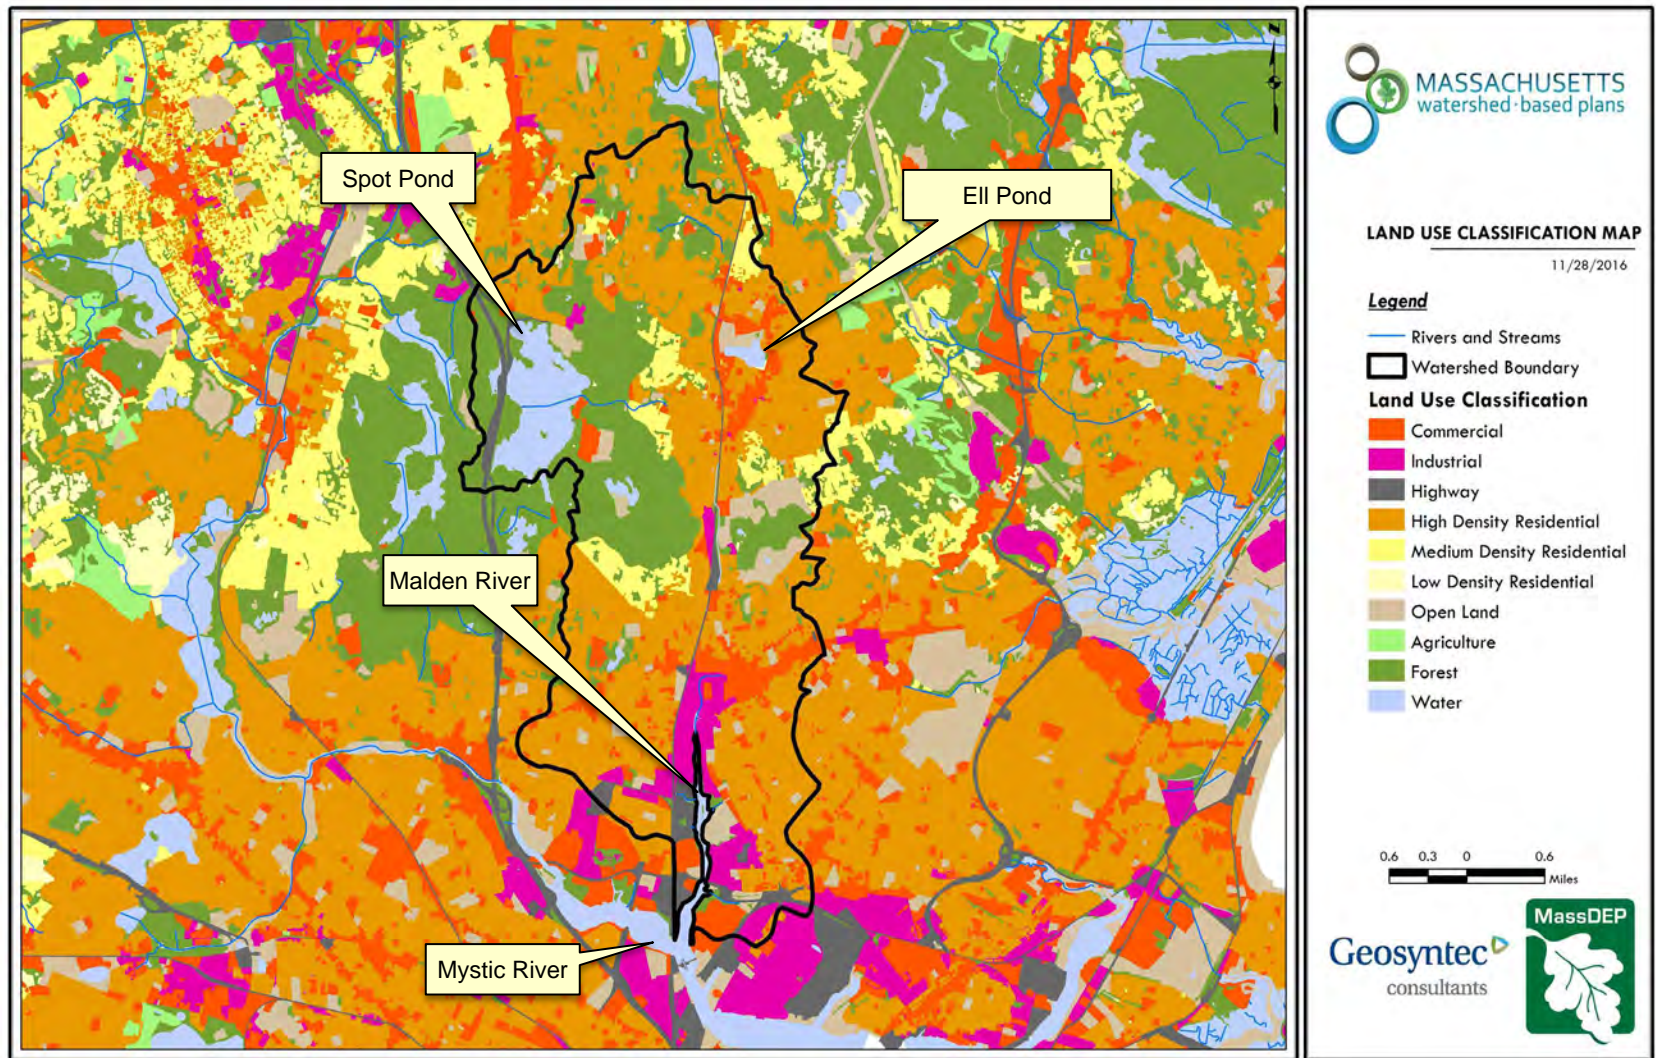 Spot Pond
Ell Pond
Malden River
Mystic River
N
MASSACHUSETTS
watershed·based plans
LAND USE CLASSIFICATION MAP
11/28/2016
Legend
Rivers and Streams
Watershed Boundary
Land Use Classification
Commercial
Industrial
Highway
High Density Residential
Medium Density Residential
Low Density Residential
Open Land
Agriculture
Forest
Water
0.6 0.3 0 0.6
Miles
Geosyntec
consultants
MassDEP